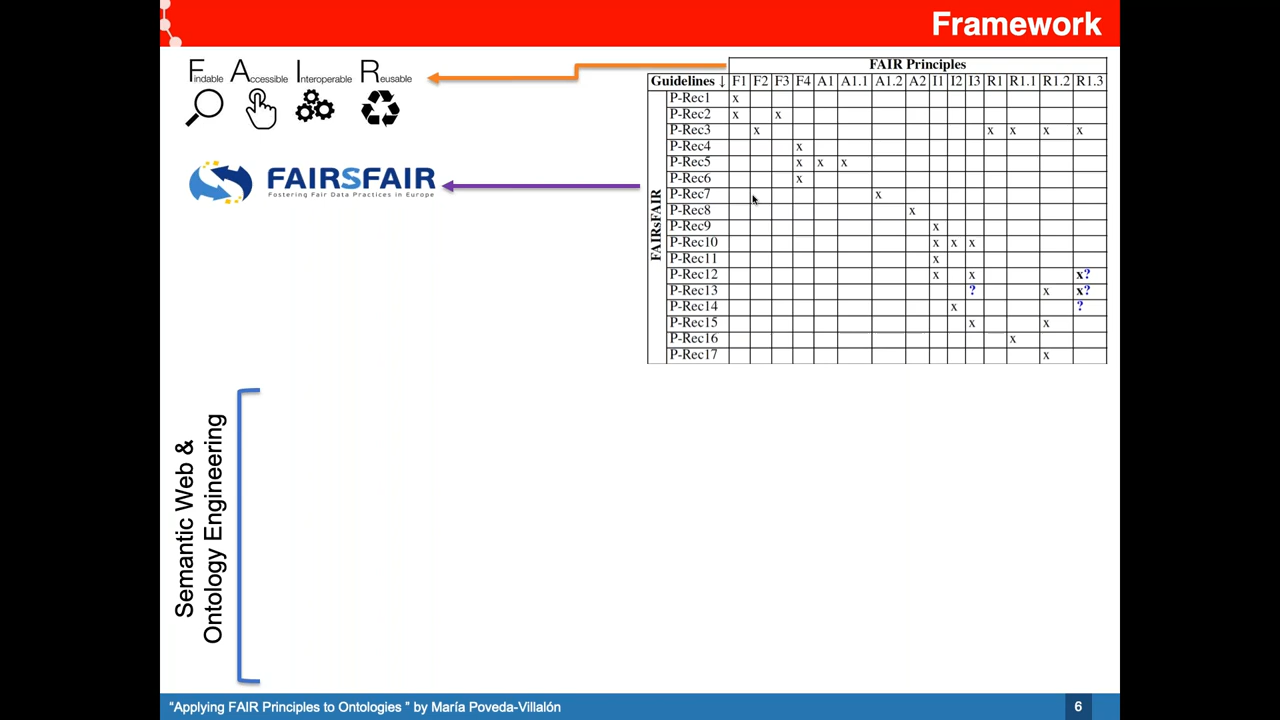 Framework
Findable Accessible Interoperable Reusable
FAIRSFAIR
Fostering Fair Data Practices in Europe
FAIR Principles
Guidelines ↓ F1 F2 F3 F4 A1 A1.1 A1.2 A2 I1 I2 I3 R1 R1.1 R1.2 R1.3
FAIRsFAIR
P-Rec1 x
P-Rec2 x x
P-Rec3 x x x x x
P-Rec4 x
P-Rec5 x x x
P-Rec6 x
P-Rec7 x
P-Rec8 x
P-Rec9 x
P-Rec10 x x x
P-Rec11 x
P-Rec12 x x x?
P-Rec13 ? x x?
P-Rec14 x ?
P-Rec15 x x
P-Rec16 x
P-Rec17 x
Semantic Web &
Ontology Engineering
“Applying FAIR Principles to Ontologies ” by María Poveda-Villalón
6